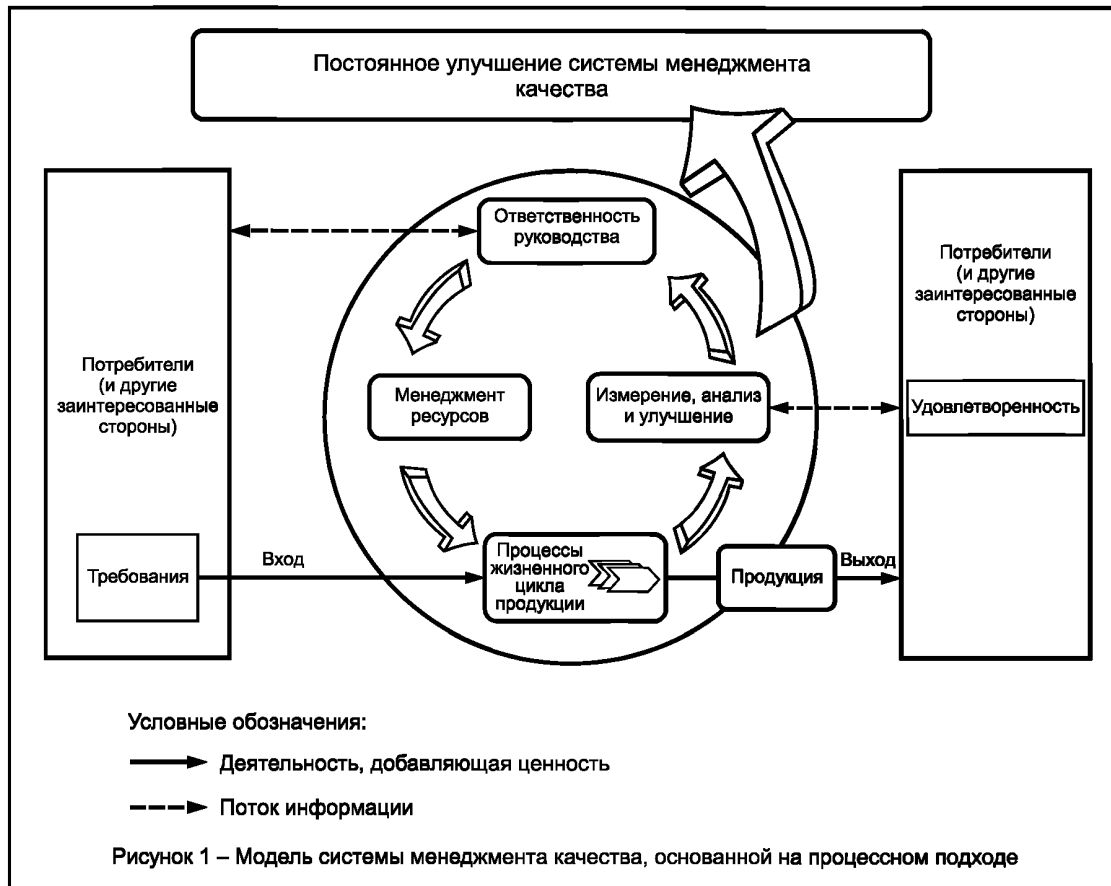 Постоянное улучшение системы менеджмента
качества
Ответственность
руководства
Потребители
(и другие
заинтересованные
стороны)
Потребители
(и другие
заинтересованные
стороны)
Менеджмент
ресурсов
Измерение, анализ
и улучшение
Удовлетворенность
Требования
Вход
Процессы
жизненного
цикла
продукции
Продукция
Выход
Условные обозначения:
Деятельность, добавляющая ценность
Поток информации
Рисунок 1 – Модель системы менеджмента качества, основанной на процессном подходе